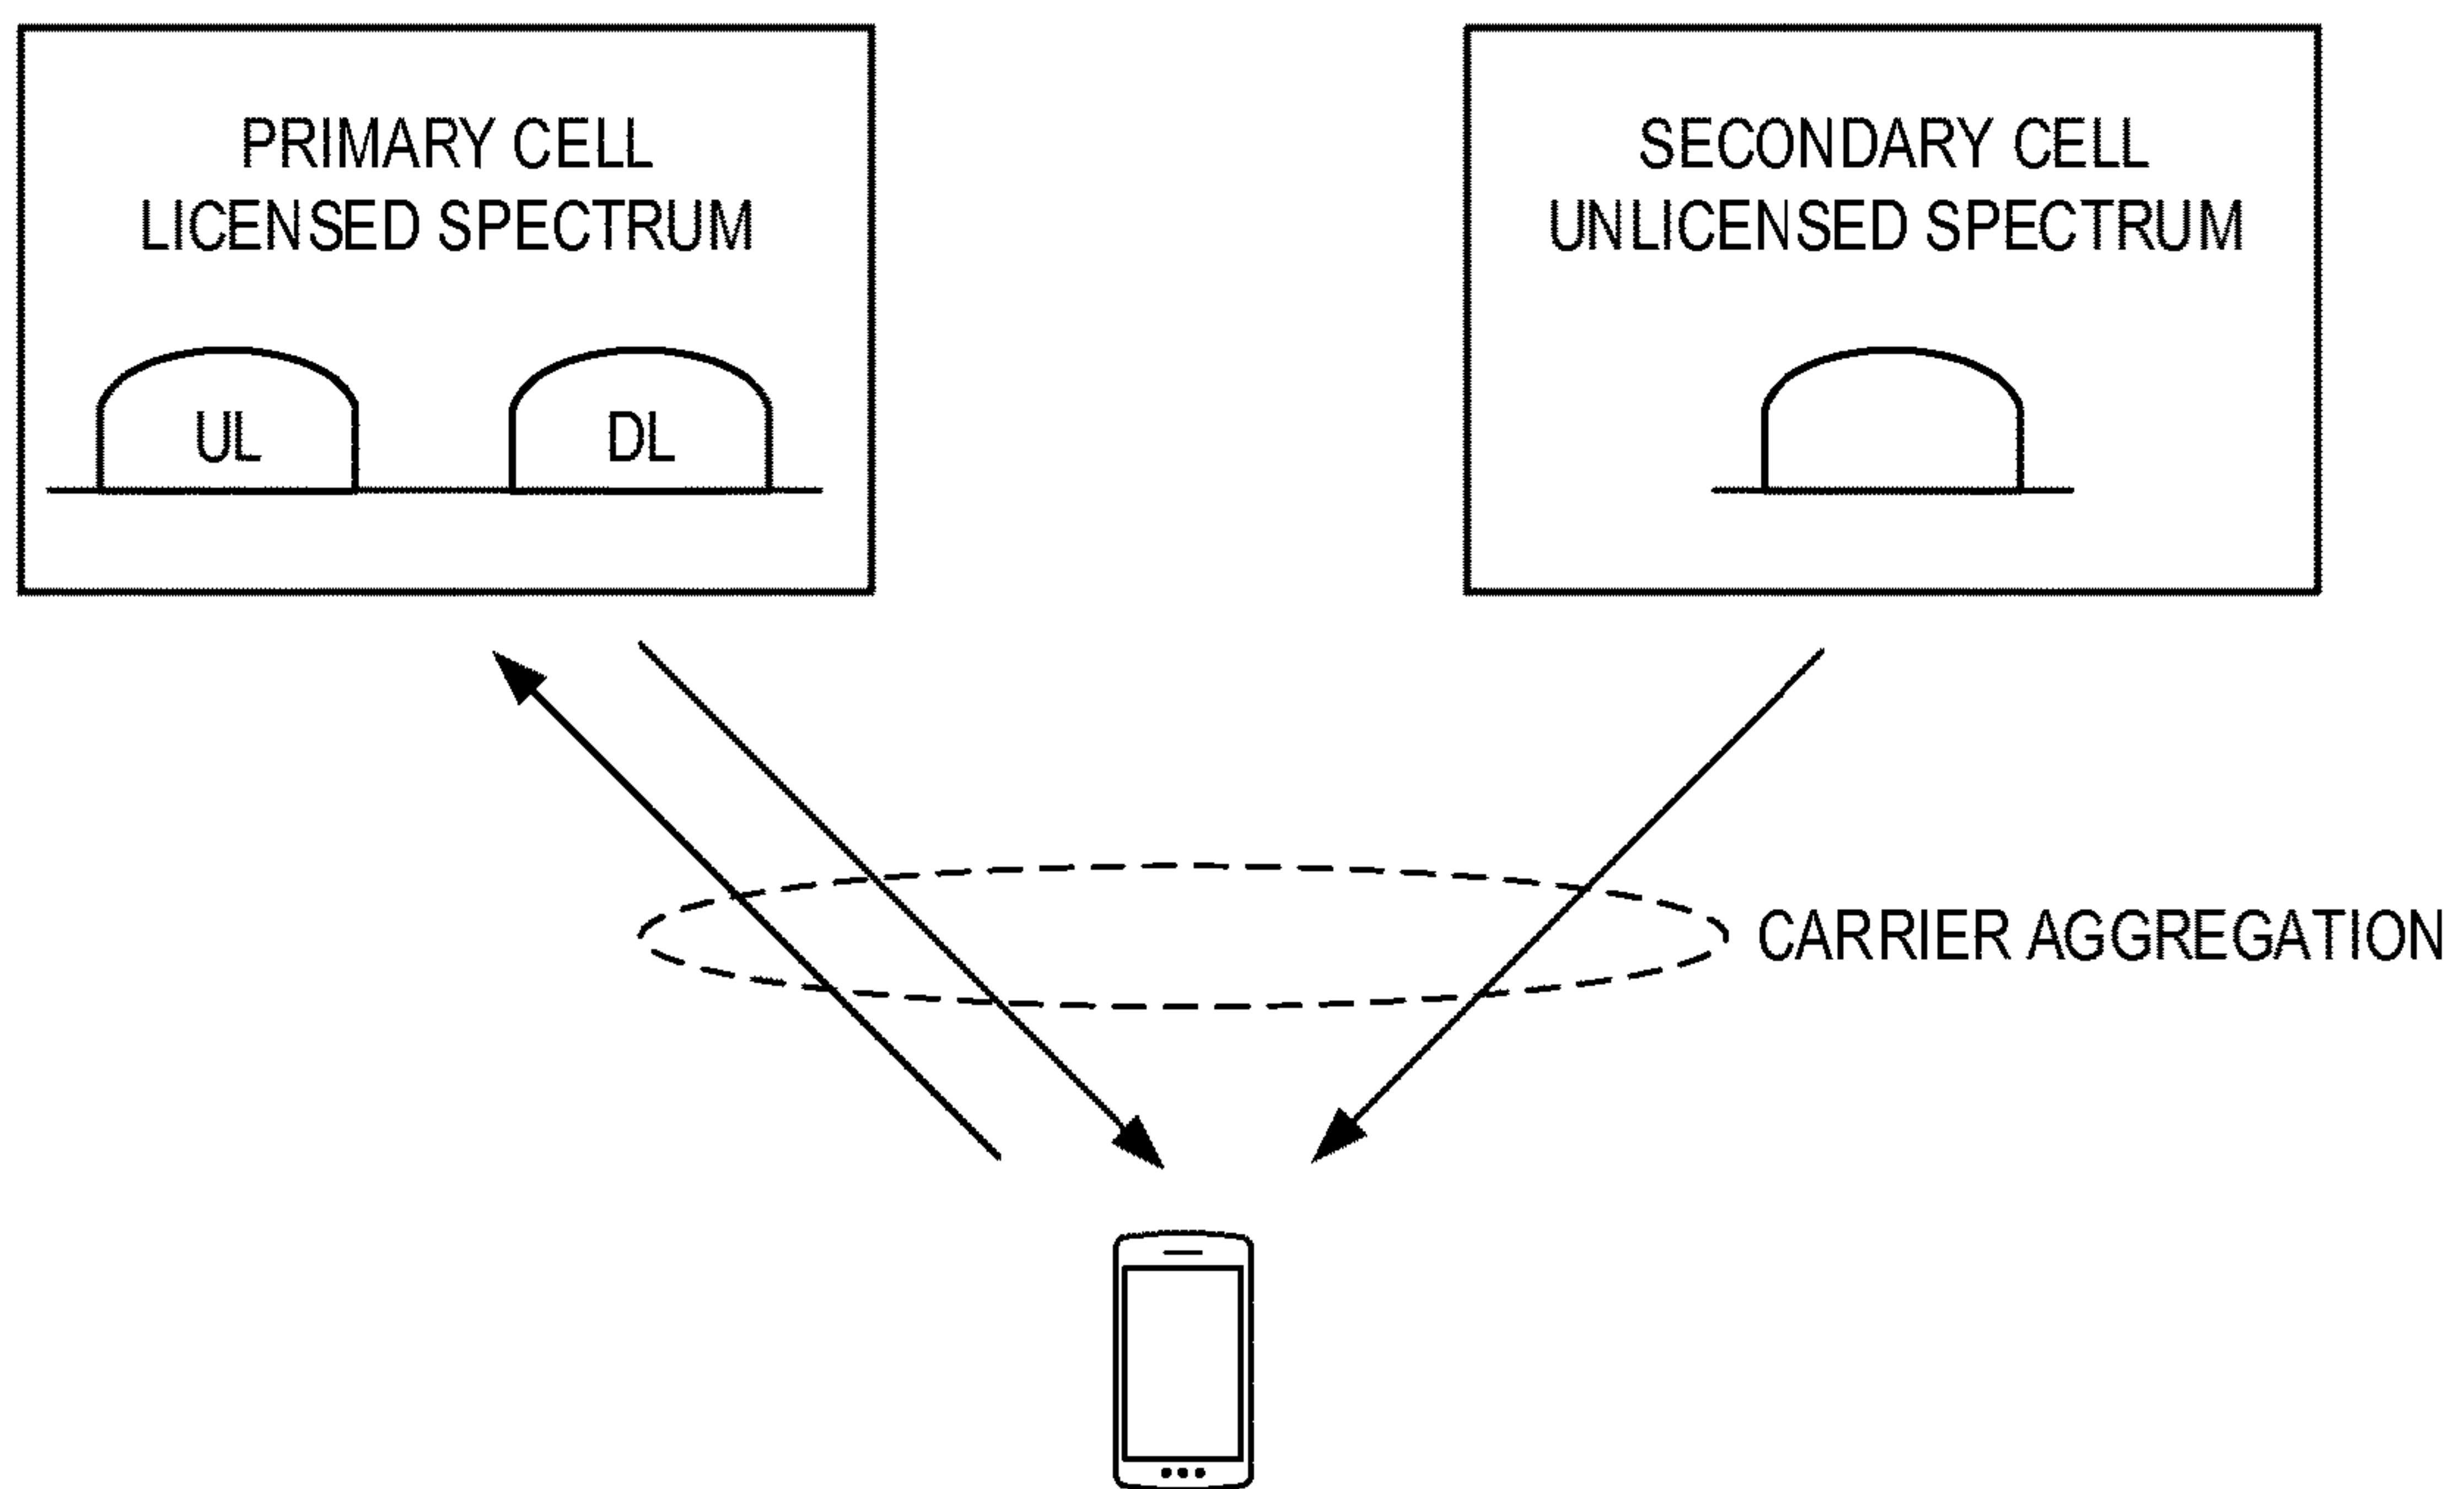 PRIMARY CELL
LICENSED SPECTRUM
UL
DL
SECONDARY CELL
UNLICENSED SPECTRUM
CARRIER AGGREGATION